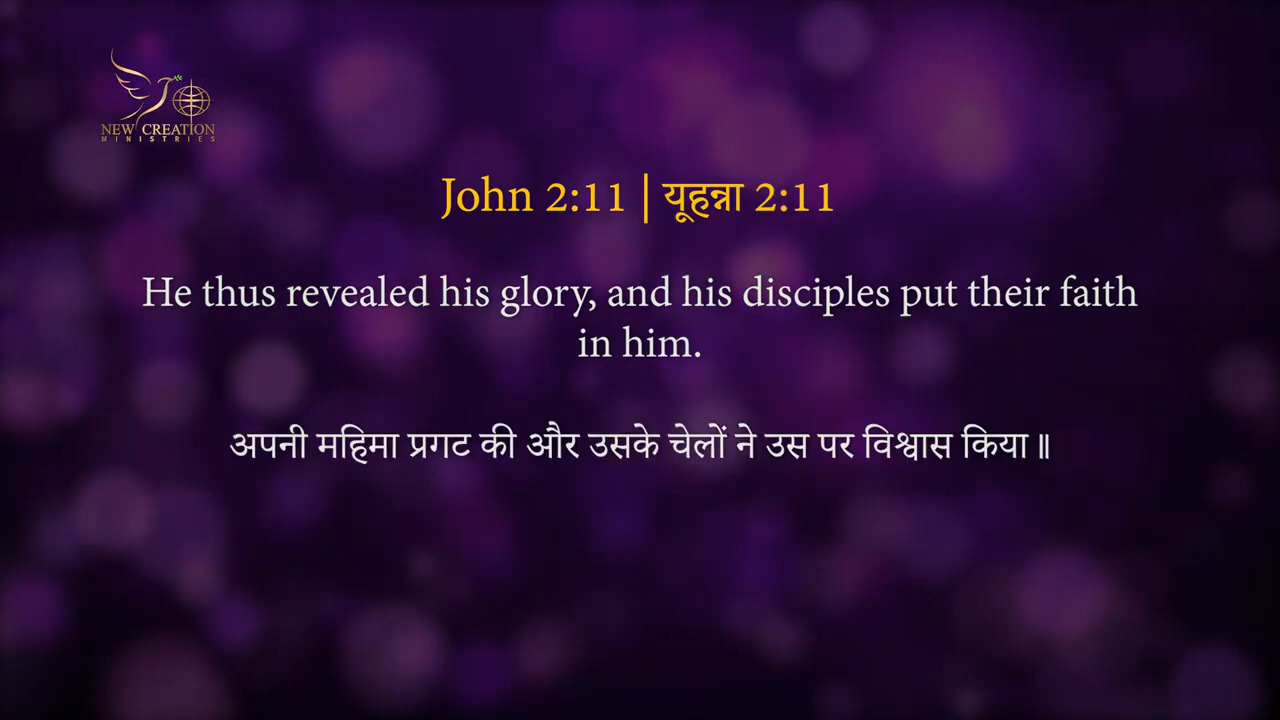 NEW CREATION
MINISTRIES
John 2:11 | यूहन्ना 2:11
He thus revealed his glory, and his disciples put their faith
in him.
अपनी महिमा प्रगट की और उसके चेलों ने उस पर विश्वास किया॥